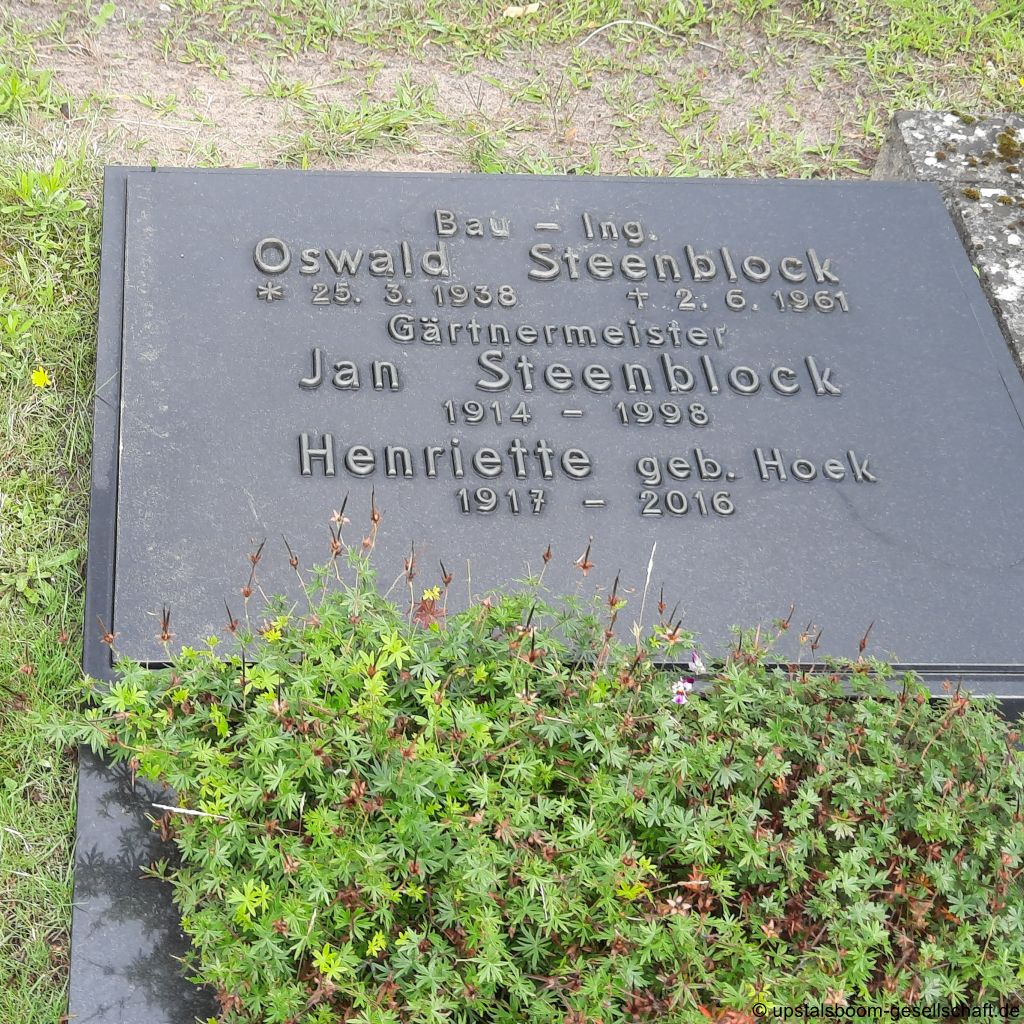 Bau - Ing.
Oswald Steenblock
* 25. 3. 1938 † 2. 6. 1961
Gärtnermeister
Jan Steenblock
1914 - 1998
Henriette geb. Hoek
1917 - 2016
© upstalsboom-gesellschaft.de